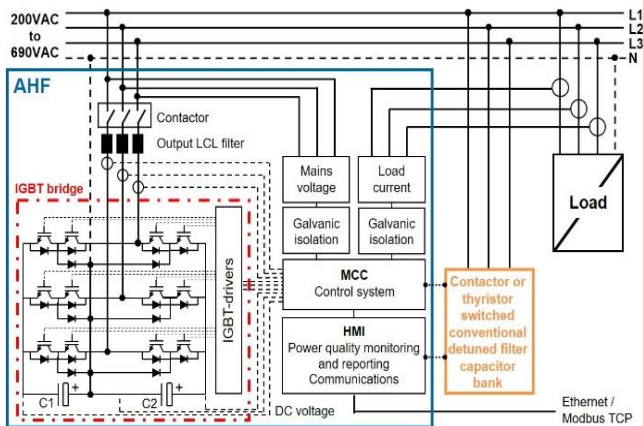 200VAC
to
690VAC
L1
L2
L3
N
AHF
Contactor
Output LCL filter
IGBT bridge
Mains
voltage
Load
current
Galvanic
isolation
Galvanic
isolation
Load
IGBT-drivers
MCC
Control system
HMI
Power quality monitoring
and reporting
Communications
Contactor or
thyristor
switched
conventional
detuned filter
capacitor
bank
C1
+
C2
+
DC voltage
Ethernet /
Modbus TCP